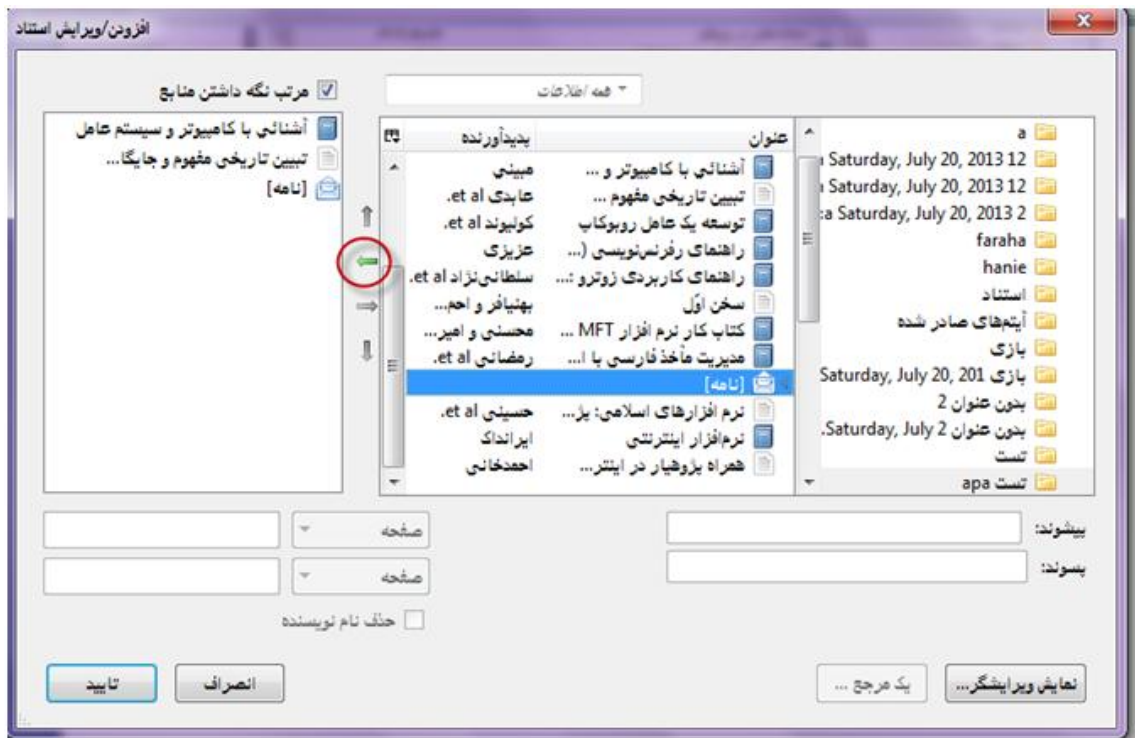 افزودن/ویرایش استناد
همه اطلاعات
مرتب نگه داشتن منابع
a
Saturday, July 20, 2013 12
Saturday, July 20, 2013 12
a Saturday, July 20, 2013 2:
faraha
hanie
استناد
آیتم‌های صادر شده
بازی
بازی Saturday, July 20, 201
بدون عنوان 2
بدون عنوان 2 Saturday, July.
تست
تست apa
عنوان پدیدآورنده
آشنائی با کامپیوتر و ... مبینی
تبیین تاریخی مفهوم ... عابدی et al.
توسعه یک عامل روبوکاپ کولیوند et al.
راهنمای رفرنس‌نویسی (... عزیزی
راهنمای کاربردی زوترو :... سلطانی‌نژاد et al.
سخن اوّل بهنیافر و احم...
کتاب کار نرم افزار MFT ... محسنی و امیر...
مدیریت مآخذ فارسی با ا... رمضانی et al.
[نامه]
نرم افزارهای اسلامی: پژ... حسینی et al.
نرم‌افزار اینترنتی ایرانداک
همراه پژوهیار در اینتر... احمدخانی
آشنائی با کامپیوتر و سیستم عامل
تبیین تاریخی مفهوم و جایگا...
[نامه]
پیشوند:
صفحه
پسوند:
صفحه
حذف نام نویسنده
نمایش ویرایشگر...
یک مرجع ...
انصراف
تایید